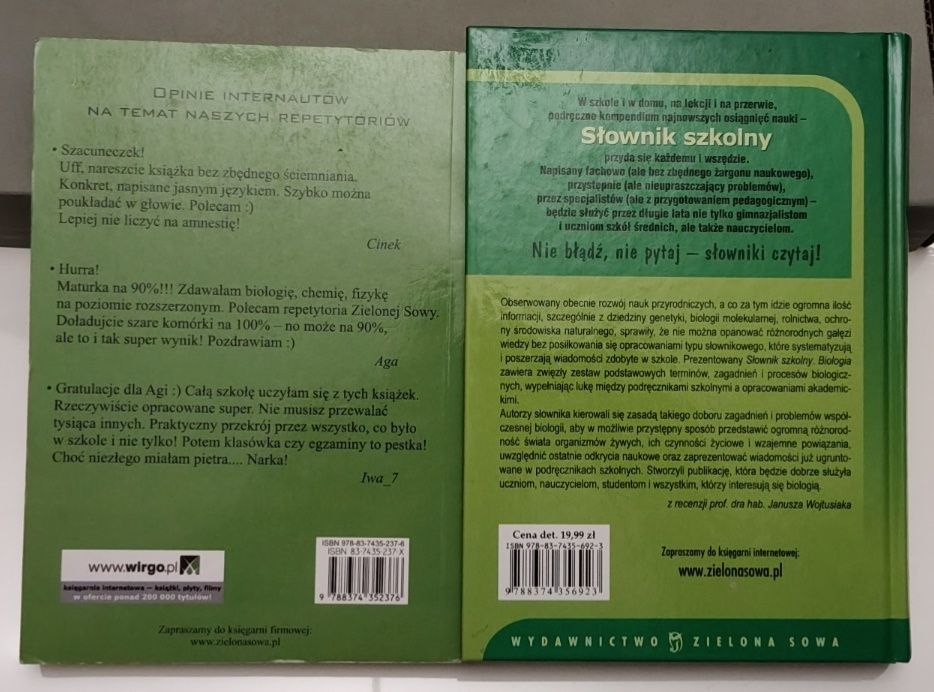 OPINIE INTERNAUTÓW
NA TEMAT NASZYCH REPETYTORIÓW
• Szacuneczek!
Uff, nareszcie książka bez zbędnego ściemniania.
Konkret, napisane jasnym językiem. Szybko można
poukładać w głowie. Polecam :)
Lepiej nie liczyć na amnestię!
Cinek
• Hurra!
Maturka na 90%!!! Zdawałam biologię, chemię, fizykę
na poziomie rozszerzonym. Polecam repetytoria Zielonej Sowy.
Doładujcie szare komórki na 100% – no może na 90%,
ale to i tak super wynik! Pozdrawiam :)
Aga
• Gratulacje dla Agi :) Całą szkołę uczyłam się z tych książek.
Rzeczywiście opracowane super. Nie musisz przewalać
tysiąca innych. Praktyczny przekrój przez wszystko, co było
w szkole i nie tylko! Potem klasówka czy egzaminy to pestka!
Choć niezłego miałam pietra.... Narka!
Iwa_7
www.wirgo.pl
księgarnia internetowa — książki, płyty, filmy
w ofercie ponad 200 000 tytułów!
ISBN 978-83-7435-237-6
ISBN 83-7435-237-X
9 788374 352376
Zapraszamy do księgarni firmowej:
www.zielonasowa.pl
W szkole i w domu, na lekcji i na przerwie,
podręczne kompendium najnowszych osiągnięć nauki –
Słownik szkolny
przyda się każdemu i wszędzie.
Napisany fachowo (ale bez zbędnego żargonu naukowego),
przystępnie (ale nieupraszczający problemów),
przez specjalistów (ale z przygotowaniem pedagogicznym) –
będzie służyć przez długie lata nie tylko gimnazjalistom
i uczniom szkół średnich, ale także nauczycielom.
Nie błądź, nie pytaj — słowniki czytaj!
Obserwowany obecnie rozwój nauk przyrodniczych, a co za tym idzie ogromna ilość
informacji, szczególnie z dziedziny genetyki, biologii molekularnej, rolnictwa, ochro-
ny środowiska naturalnego, sprawiły, że nie można opanować różnorodnych gałęzi
wiedzy bez posiłkowania się opracowaniami typu słownikowego, które systematyzują
i poszerzają wiadomości zdobyte w szkole. Prezentowany Słownik szkolny. Biologia
zawiera zwięzły zestaw podstawowych terminów, zagadnień i procesów biologicz-
nych, wypełniając lukę między podręcznikami szkolnymi a opracowaniami akademic-
kimi.
Autorzy słownika kierowali się zasadą takiego doboru zagadnień i problemów współ-
czesnej biologii, aby w możliwie przystępny sposób przedstawić ogromną różnorod-
ność świata organizmów żywych, ich czynności życiowe i wzajemne powiązania,
uwzględnić ostatnie odkrycia naukowe oraz zaprezentować wiadomości już ugrunto-
wane w podręcznikach szkolnych. Stworzyli publikację, która będzie dobrze służyła
uczniom, nauczycielom, studentom i wszystkim, którzy interesują się biologią.
z recenzji prof. dra hab. Janusza Wojtusiaka
Cena det. 19,99 zł
ISBN 978-83-7435-692-3
9 788374 356923
Zapraszamy do księgarni internetowej:
www.zielonasowa.pl
WYDAWNICTWO ZIELONA SOWA